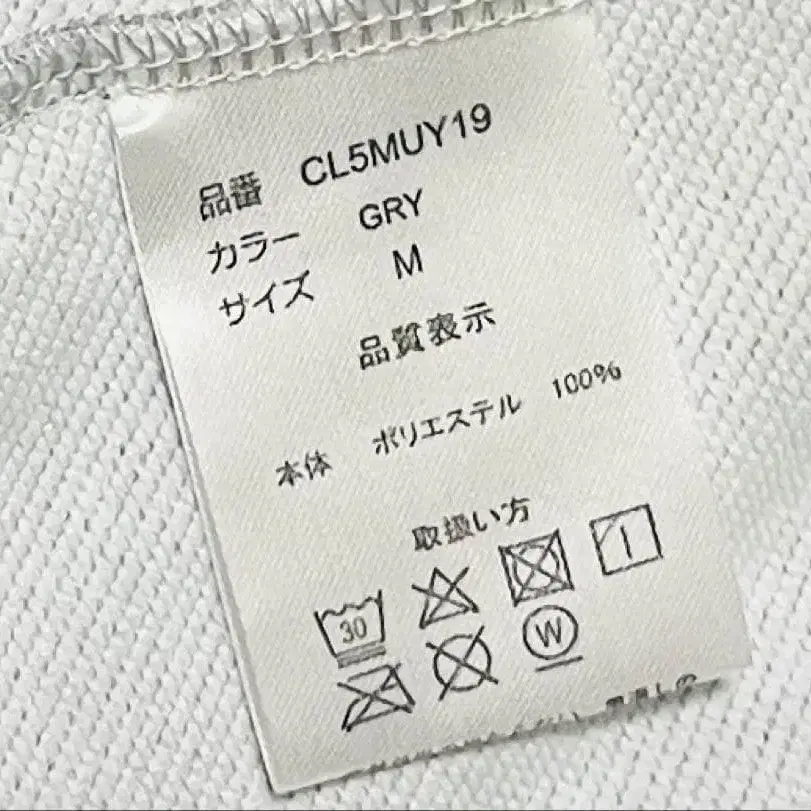 品番 CL5MUY19
カラー GRY
サイズ M
品質表示
本体 ポリエステル 100%
取扱い方
30
W